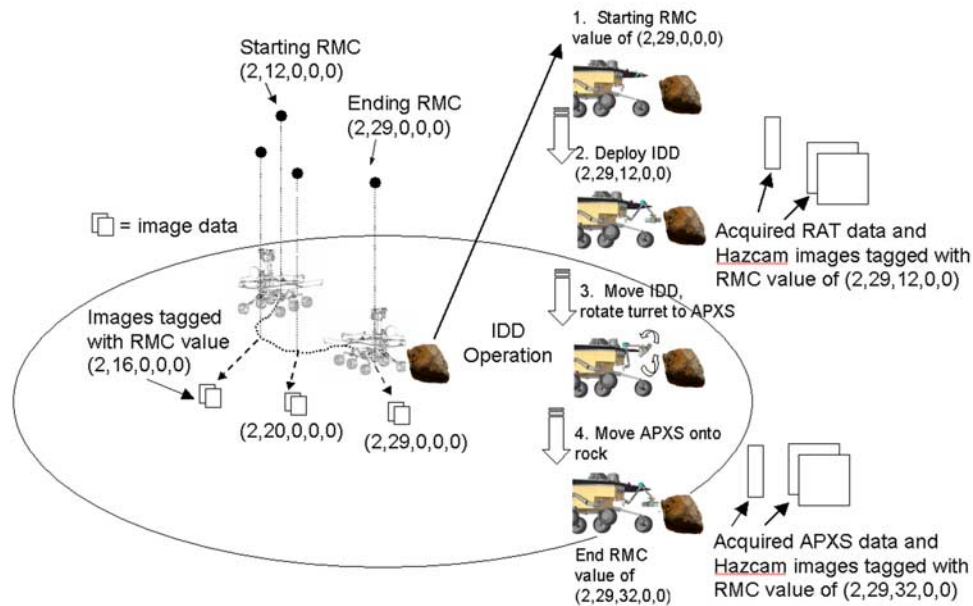 Starting RMC
(2,12,0,0,0)
Ending RMC
(2,29,0,0,0)
= image data
Images tagged
with RMC value
(2,16,0,0,0)
(2,20,0,0,0)
(2,29,0,0,0)
IDD
Operation
1. Starting RMC
value of (2,29,0,0,0)
2. Deploy IDD
(2,29,12,0,0)
Acquired RAT data and
Hazcam images tagged with
RMC value of (2,29,12,0,0)
3. Move IDD,
rotate turret to APXS
4. Move APXS onto
rock
End RMC
value of
(2,29,32,0,0)
Acquired APXS data and
Hazcam images tagged with
RMC value of (2,29,32,0,0)